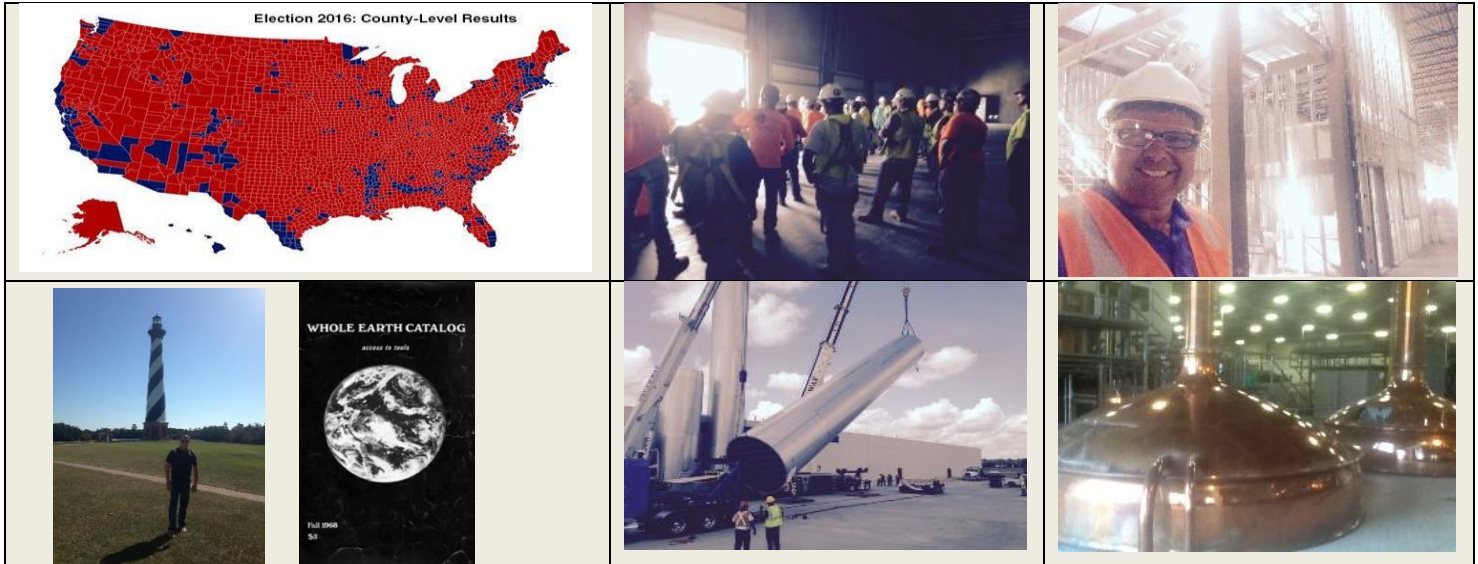 Election 2016: County-Level Results
WHOLE EARTH CATALOG
access to tools
Fall 1968
$5